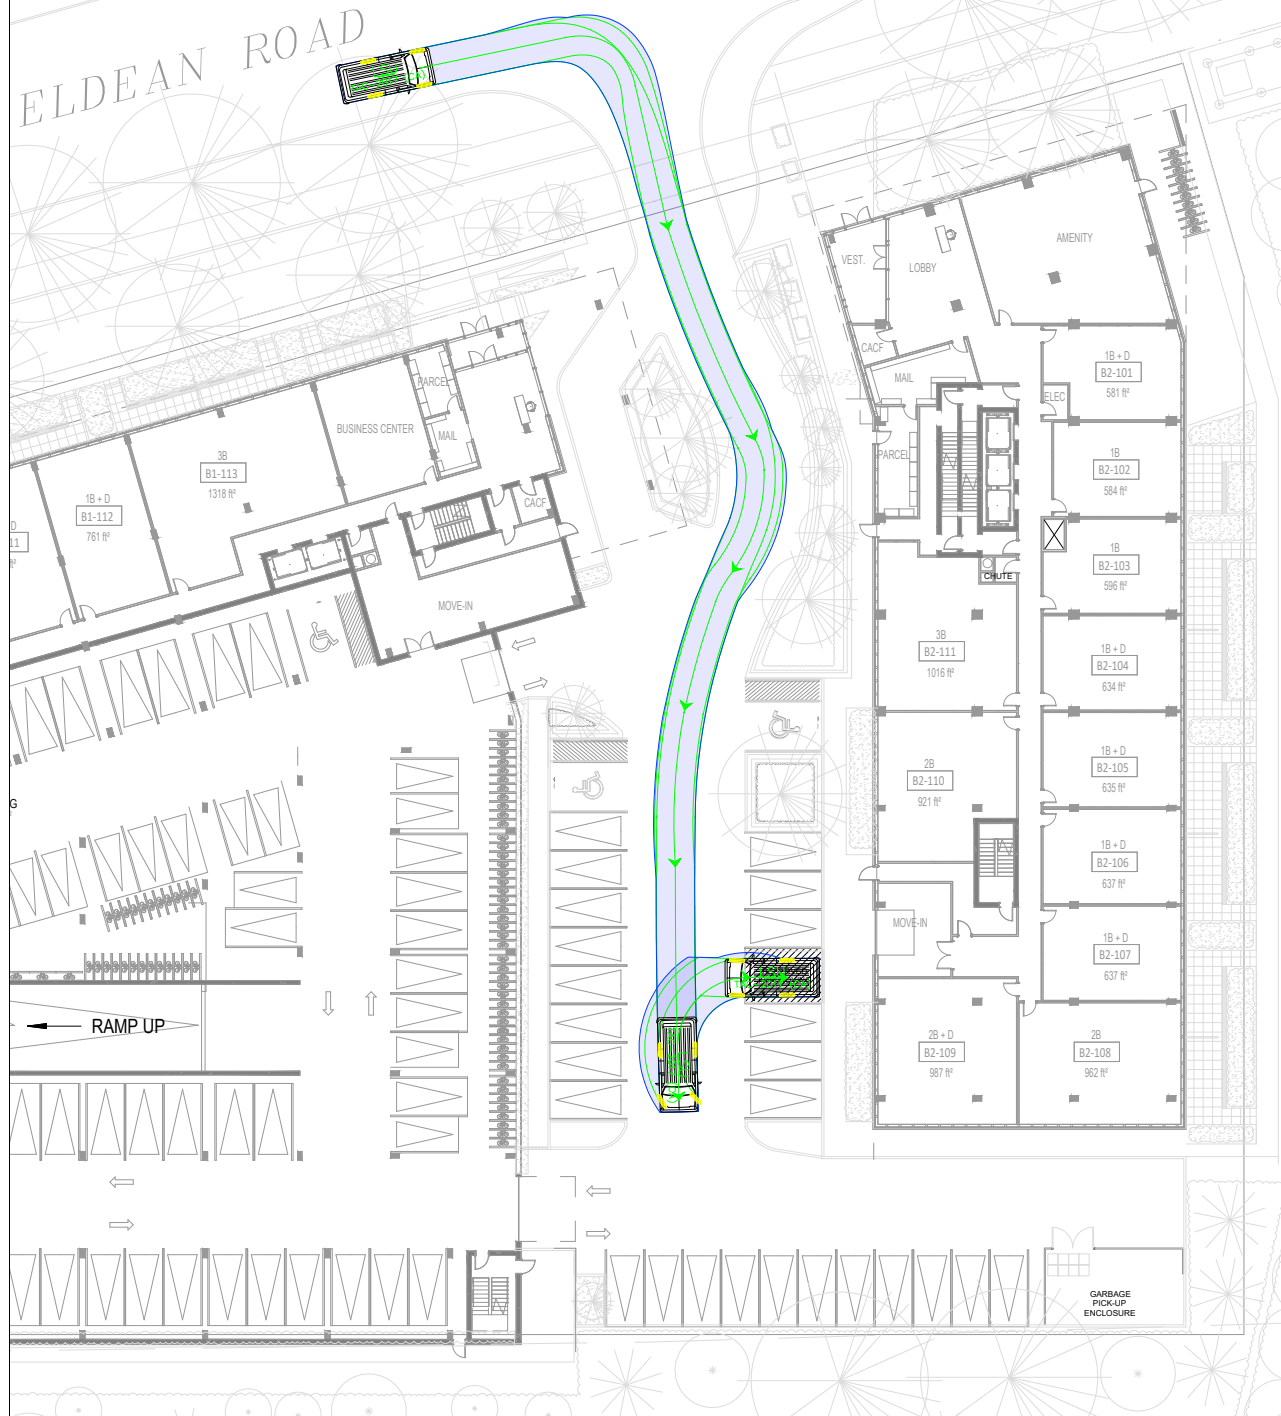 ELDEAN ROAD
AMENITY
VEST.
LOBBY
CACF
MAIL
1B + D
B2-101
581 ft²
ELEC
PARCEL
MAIL
BUSINESS CENTER
PARCEL
1B
B2-102
584 ft²
3B
B1-113
1318 ft²
1B + D
B1-112
761 ft²
D
11
CACF
1B
B2-103
596 ft²
CHUTE
MOVE-IN
3B
B2-111
1016 ft²
1B + D
B2-104
634 ft²
2B
B2-110
921 ft²
1B + D
B2-105
635 ft²
G
1B + D
B2-106
637 ft²
MOVE-IN
1B + D
B2-107
637 ft²
RAMP UP
2B + D
B2-109
987 ft²
2B
B2-108
962 ft²
GARBAGE
PICK-UP
ENCLOSURE